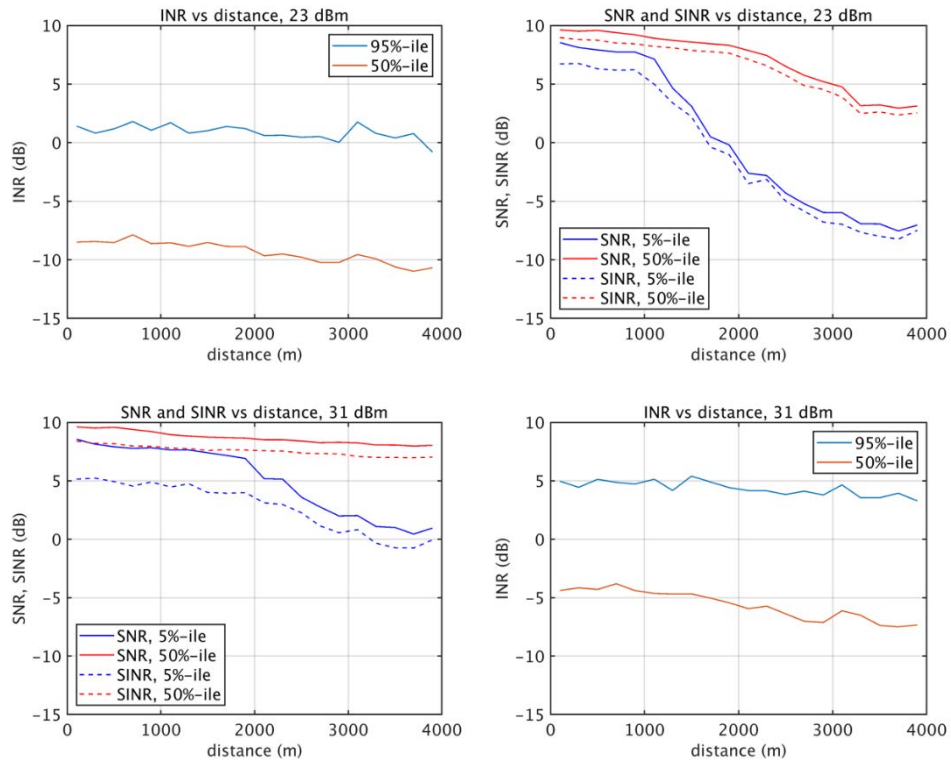 INR vs distance, 23 dBm
10
5
0
−5
−10
−15
INR (dB)
95%-ile
50%-ile
0 1000 2000 3000 4000
distance (m)
SNR and SINR vs distance, 23 dBm
10
5
0
−5
−10
−15
SNR, SINR (dB)
SNR, 5%-ile
SNR, 50%-ile
SINR, 5%-ile
SINR, 50%-ile
0 1000 2000 3000 4000
distance (m)
SNR and SINR vs distance, 31 dBm
10
5
0
−5
−10
−15
SNR, SINR (dB)
SNR, 5%-ile
SNR, 50%-ile
SINR, 5%-ile
SINR, 50%-ile
0 1000 2000 3000 4000
distance (m)
INR vs distance, 31 dBm
10
5
0
−5
−10
−15
INR (dB)
95%-ile
50%-ile
0 1000 2000 3000 4000
distance (m)